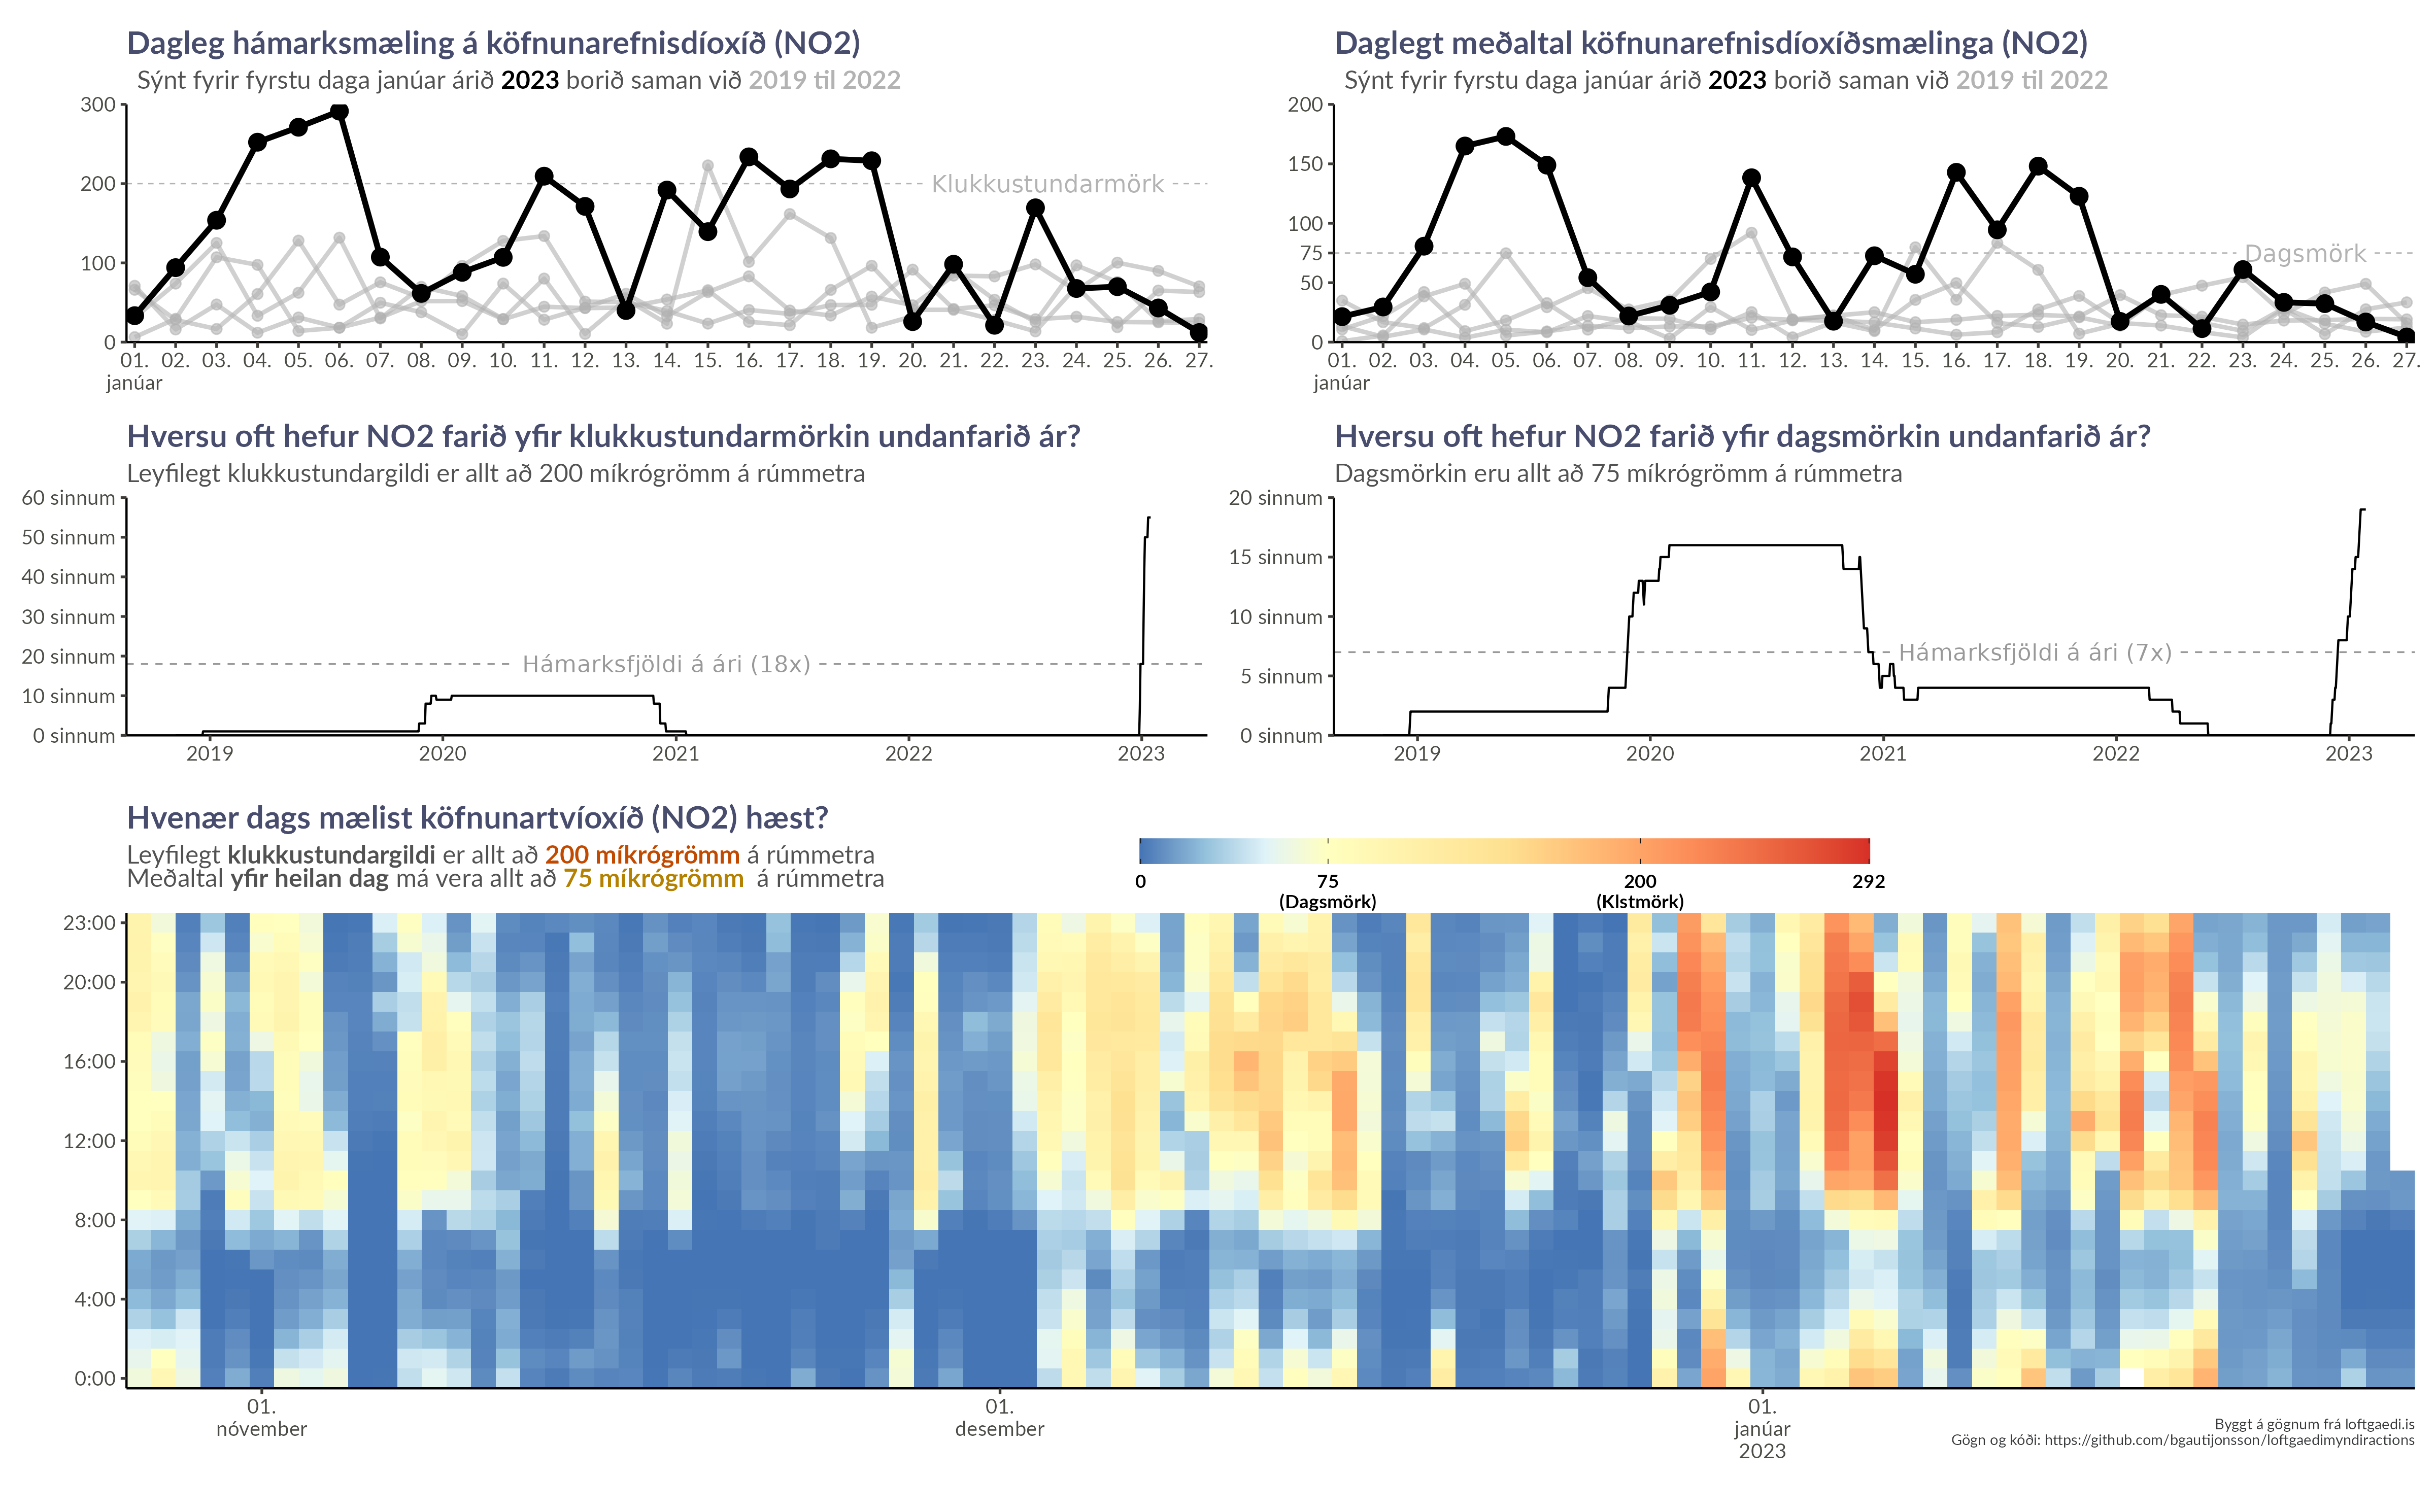 Dagleg hámarksmæling á köfnunarefnisdíoxíð (NO2)
Sýnt fyrir fyrstu daga janúar árið 2023 borið saman við 2019 til 2022
300
200
100
0
Klukkustundarmörk
01. 02. 03. 04. 05. 06. 07. 08. 09. 10. 11. 12. 13. 14. 15. 16. 17. 18. 19. 20. 21. 22. 23. 24. 25. 26. 27.
janúar
Daglegt meðaltal köfnunarefnisdíoxíðsmælinga (NO2)
Sýnt fyrir fyrstu daga janúar árið 2023 borið saman við 2019 til 2022
200
150
100
75
50
0
Dagsmörk
01. 02. 03. 04. 05. 06. 07. 08. 09. 10. 11. 12. 13. 14. 15. 16. 17. 18. 19. 20. 21. 22. 23. 24. 25. 26. 27.
janúar
Hversu oft hefur NO2 farið yfir klukkustundarmörkin undanfarið ár?
Leyfilegt klukkustundargildi er allt að 200 míkrógrömm á rúmmetra
60 sinnum
50 sinnum
40 sinnum
30 sinnum
20 sinnum
10 sinnum
0 sinnum
Hámarksfjöldi á ári (18x)
2019 2020 2021 2022 2023
Hversu oft hefur NO2 farið yfir dagsmörkin undanfarið ár?
Dagsmörkin eru allt að 75 míkrógrömm á rúmmetra
20 sinnum
15 sinnum
10 sinnum
5 sinnum
0 sinnum
Hámarksfjöldi á ári (7x)
2019 2020 2021 2022 2023
Hvenær dags mælist köfnunartvíoxíð (NO2) hæst?
Leyfilegt klukkustundargildi er allt að 200 míkrógrömm á rúmmetra
Meðaltal yfir heilan dag má vera allt að 75 míkrógrömm á rúmmetra
0 75 200 292
(Dagsmörk) (Klstmörk)
23:00
20:00
16:00
12:00
8:00
4:00
0:00
01. 01. 01.
nóvember desember janúar
2023
Byggt á gögnum frá loftgaedi.is
Gögn og kóði: https://github.com/bgautijonsson/loftgaedimyndiractions